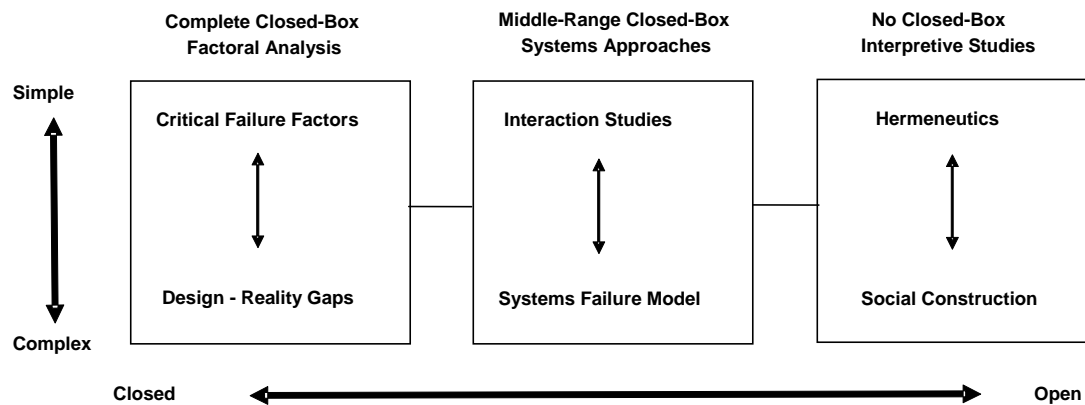 Complete Closed-Box
Factoral Analysis
Middle-Range Closed-Box
Systems Approaches
No Closed-Box
Interpretive Studies
Simple
Critical Failure Factors
Interaction Studies
Hermeneutics
Design - Reality Gaps
Systems Failure Model
Social Construction
Complex
Closed
Open